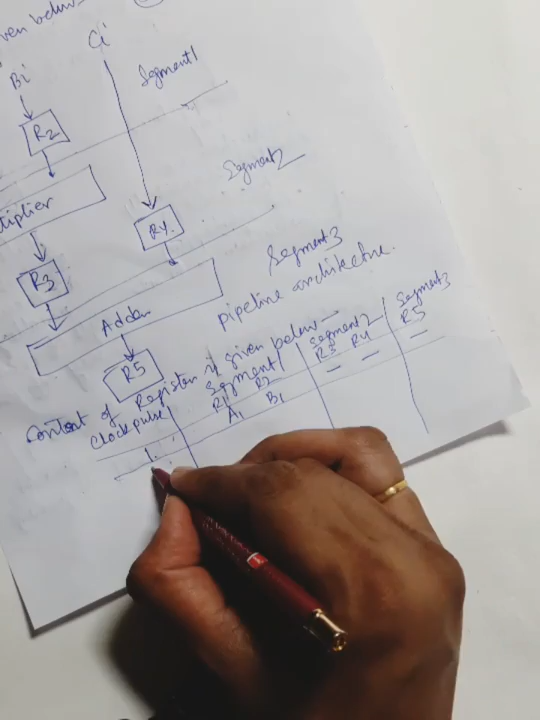 ven below
Ci
Bi
Segment1
R2
Segment2
tiplier
R4
R3
Segment3
Adder
pipeline architecture.
R5
Content of Register is given below—
Clock pulse Segment1 Segment2 Segment3
R1 R2 R3 R4 R5
1. A1 B1 — — —